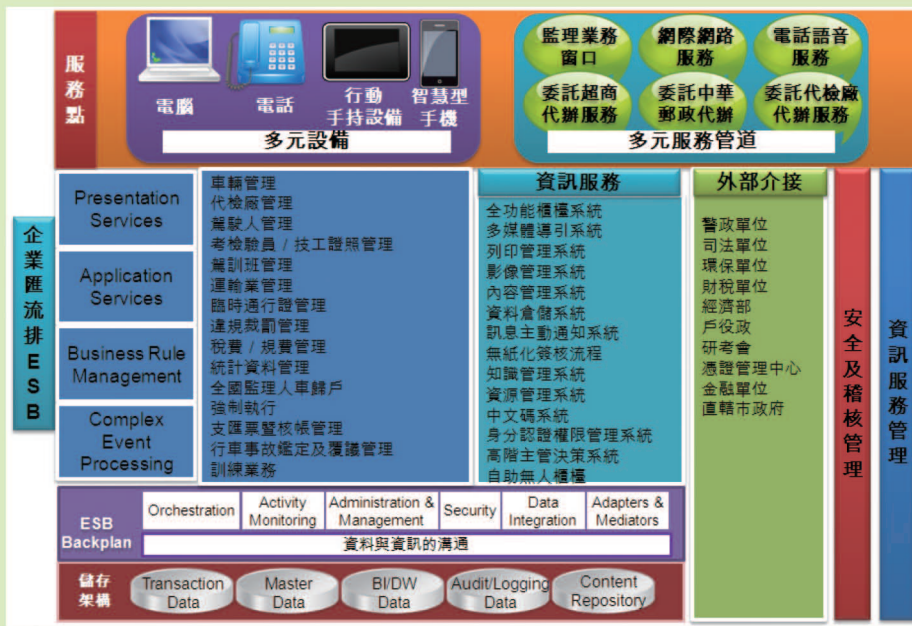 服
務
點
電腦
電話
行動
手持設備
智慧型
手機
多元設備
監理業務
窗口
網際網路
服務
電話語音
服務
委託超商
代辦服務
委託中華
郵政代辦
委託代檢廠
代辦服務
多元服務管道
企
業
匯
流
排
E
S
B
Presentation
Services
Application
Services
Business Rule
Management
Complex
Event
Processing
車輛管理
代檢廠管理
駕駛人管理
考檢驗員 / 技工證照管理
駕訓班管理
運輸業管理
臨時通行證管理
違規裁罰管理
稅費 / 規費管理
統計資料管理
全國監理人車歸戶
強制執行
支匯票暨核帳管理
行車事故鑑定及覆議管理
訓練業務
資訊服務
全功能櫃檯系統
多媒體導引系統
列印管理系統
影像管理系統
內容管理系統
資料倉儲系統
訊息主動通知系統
無紙化簽核流程
知識管理系統
資源管理系統
中文碼系統
身分認證權限管理系統
高階主管決策系統
自助無人櫃檯
外部介接
警政單位
司法單位
環保單位
財稅單位
經濟部
戶役政
研考會
憑證管理中心
金融單位
直轄市政府
安
全
及
稽
核
管
理
資
訊
服
務
管
理
ESB
Backplan
Orchestration
Activity
Monitoring
Administration &
Management
Security
Data
Integration
Adapters &
Mediators
資料與資訊的溝通
儲存
架構
Transaction
Data
Master
Data
BI/DW
Data
Audit/Logging
Data
Content
Repository